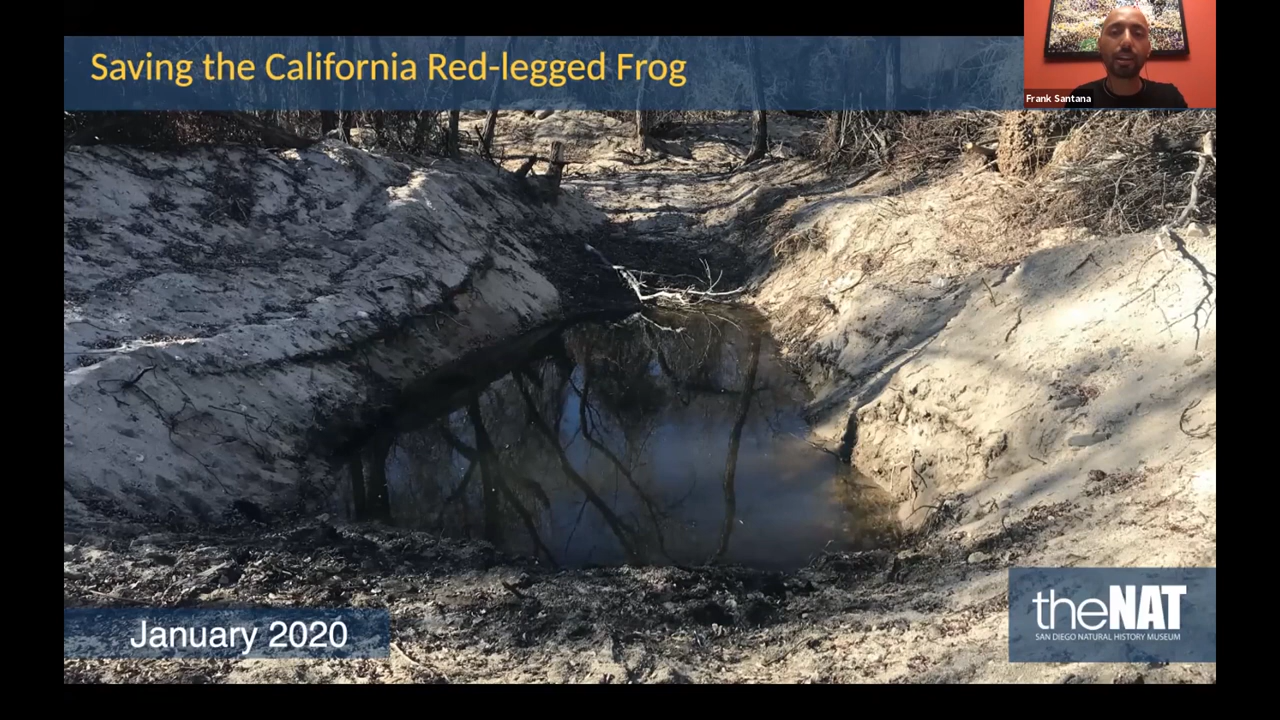 Saving the California Red-legged Frog
Frank Santana
January 2020
theNAT
SAN DIEGO NATURAL HISTORY MUSEUM